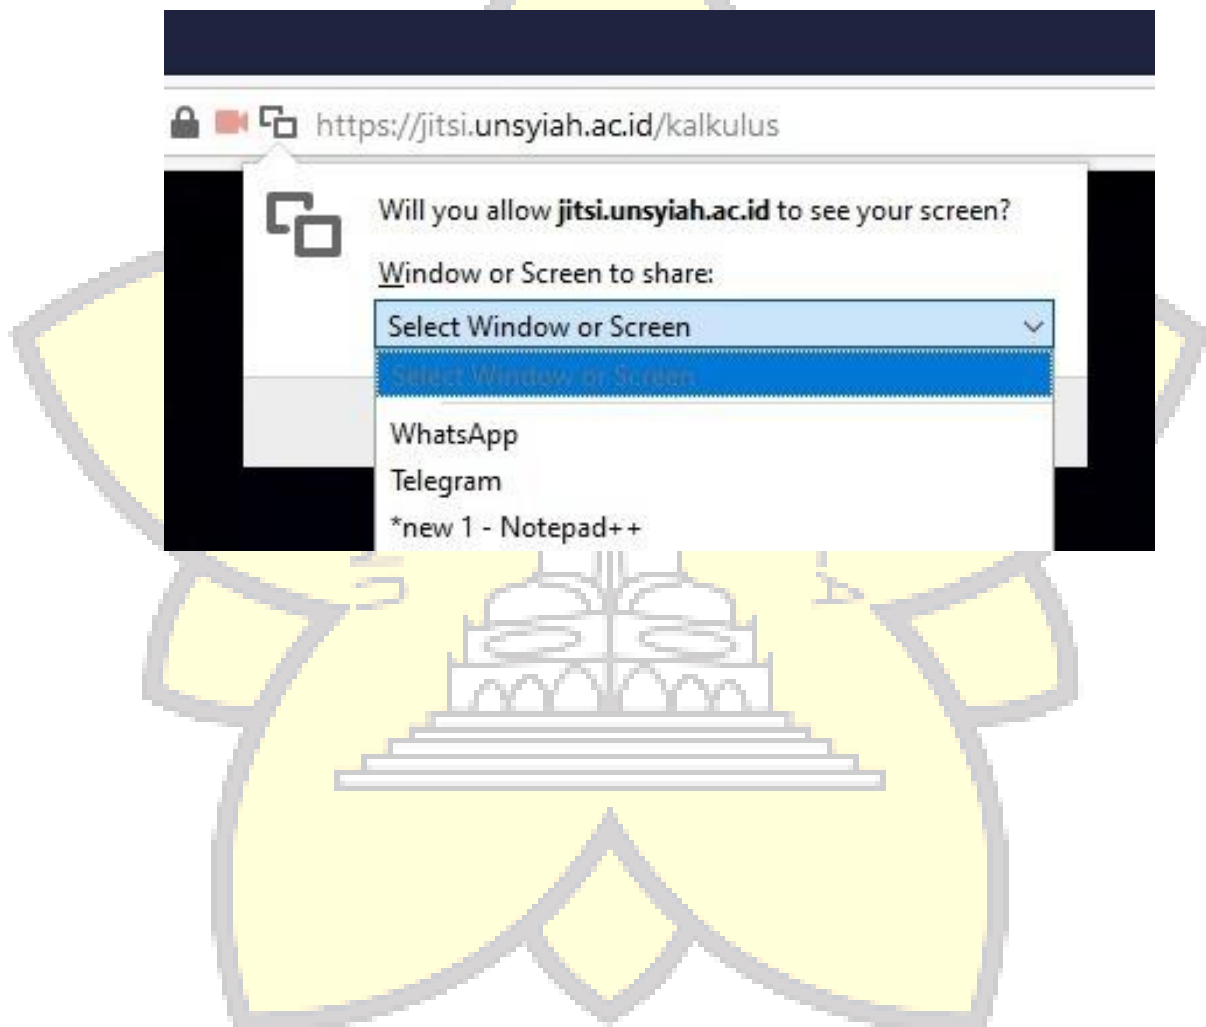 https://jitsi.unsyiah.ac.id/kalkulus
Will you allow jitsi.unsyiah.ac.id to see your screen?
Window or Screen to share:
Select Window or Screen
Select Window or Screen
WhatsApp
Telegram
*new 1 - Notepad++